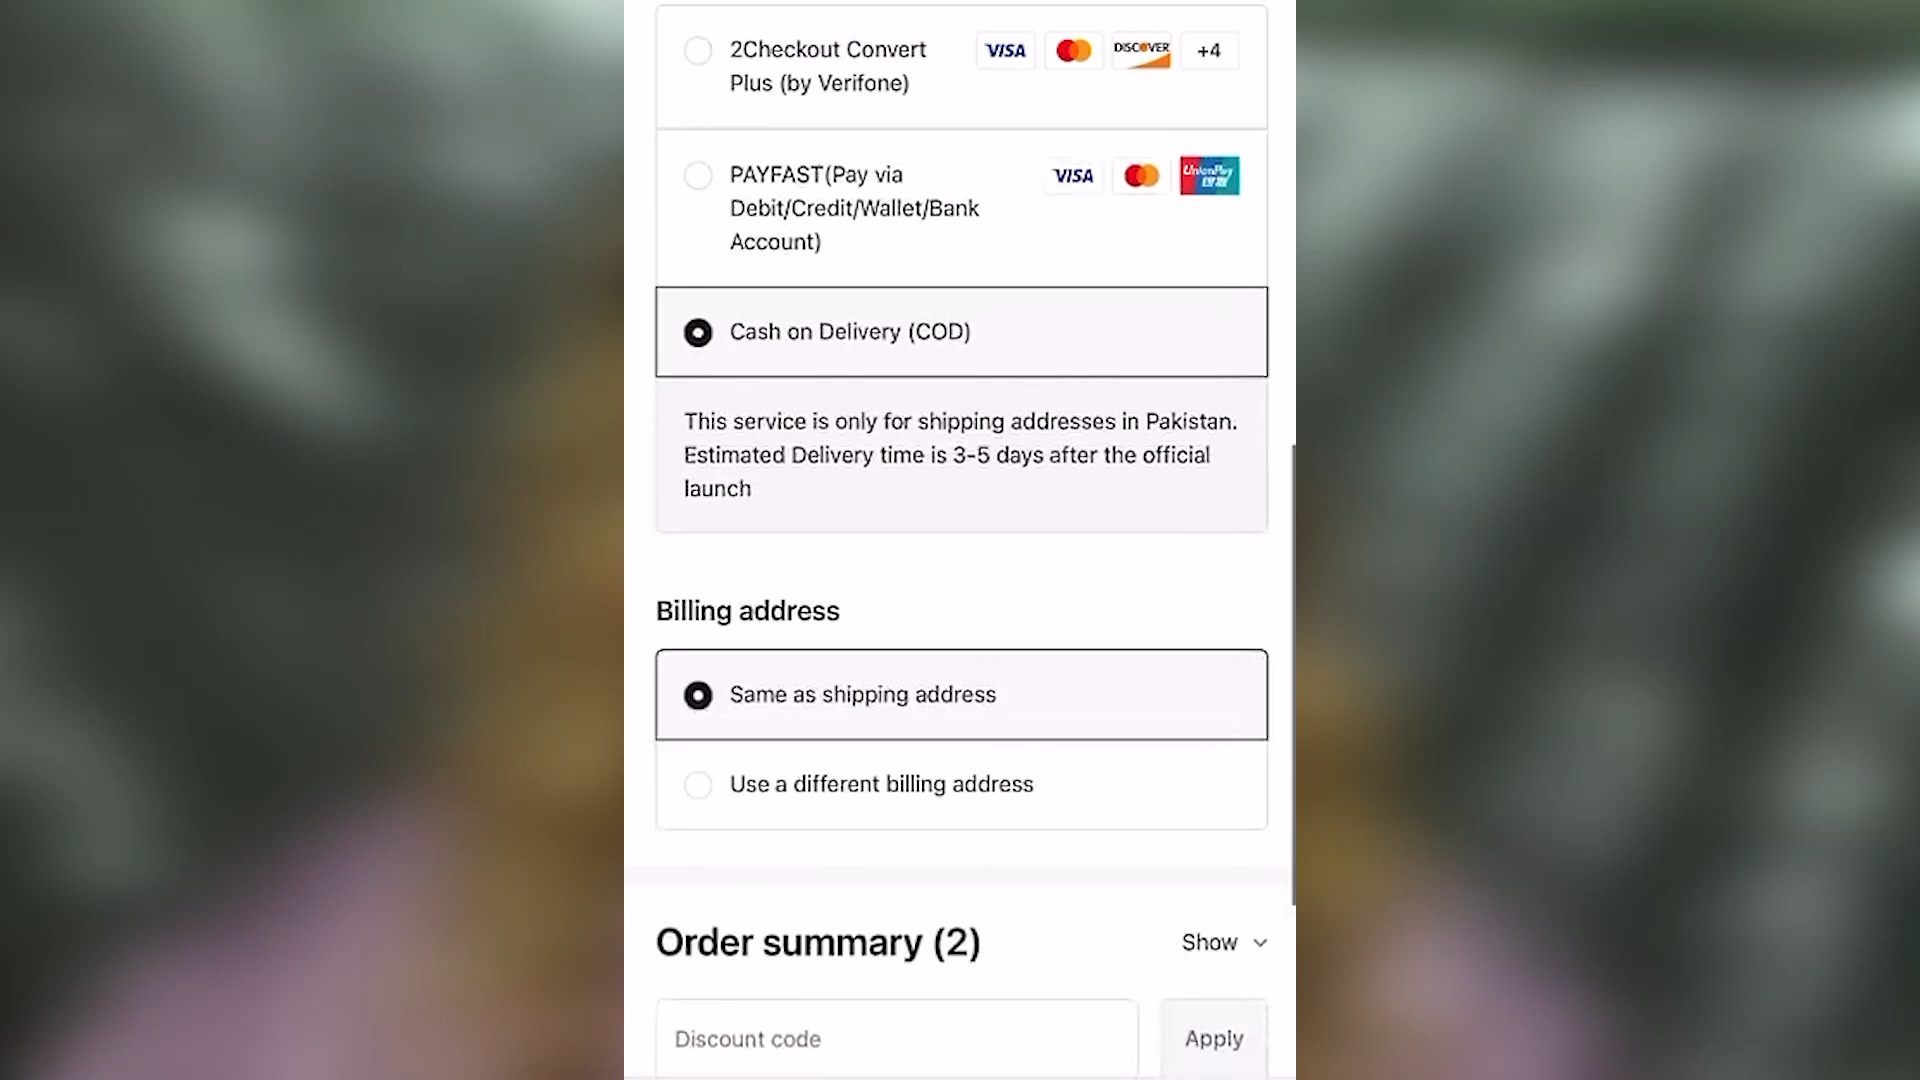 2Checkout Convert
Plus (by Verifone)
VISA
DISCOVER
+4
PAYFAST(Pay via
Debit/Credit/Wallet/Bank
Account)
VISA
UnionPay
银联
Cash on Delivery (COD)
This service is only for shipping addresses in Pakistan.
Estimated Delivery time is 3-5 days after the official
launch
Billing address
Same as shipping address
Use a different billing address
Order summary (2)
Show
Discount code
Apply